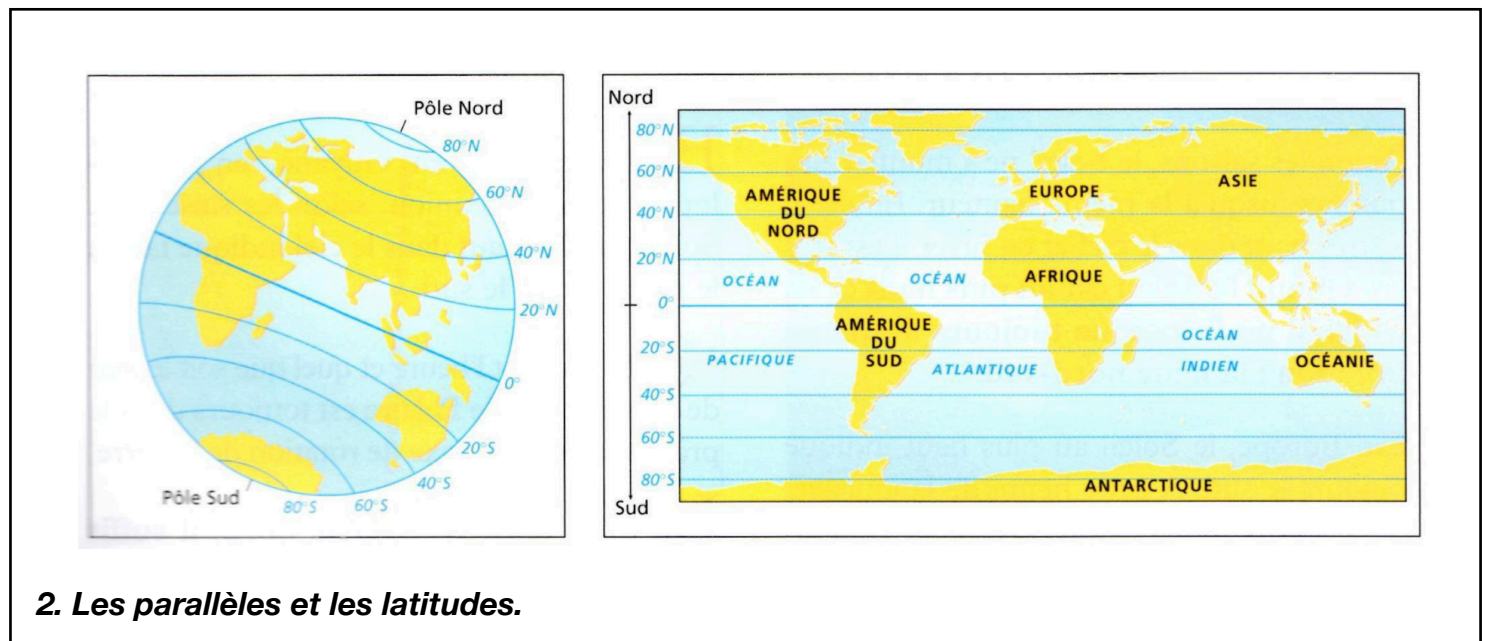 Pôle Nord
80°N
60°N
40°N
20°N
0°
20°S
40°S
60°S
80°S
Pôle Sud
Nord
80°N
60°N
40°N
20°N
0°
20°S
40°S
60°S
80°S
Sud
AMÉRIQUE
DU
NORD
EUROPE
ASIE
OCÉAN
OCÉAN
AFRIQUE
AMÉRIQUE
DU
SUD
PACIFIQUE
ATLANTIQUE
OCÉAN
INDIEN
OCÉANIE
ANTARCTIQUE
2. Les parallèles et les latitudes.